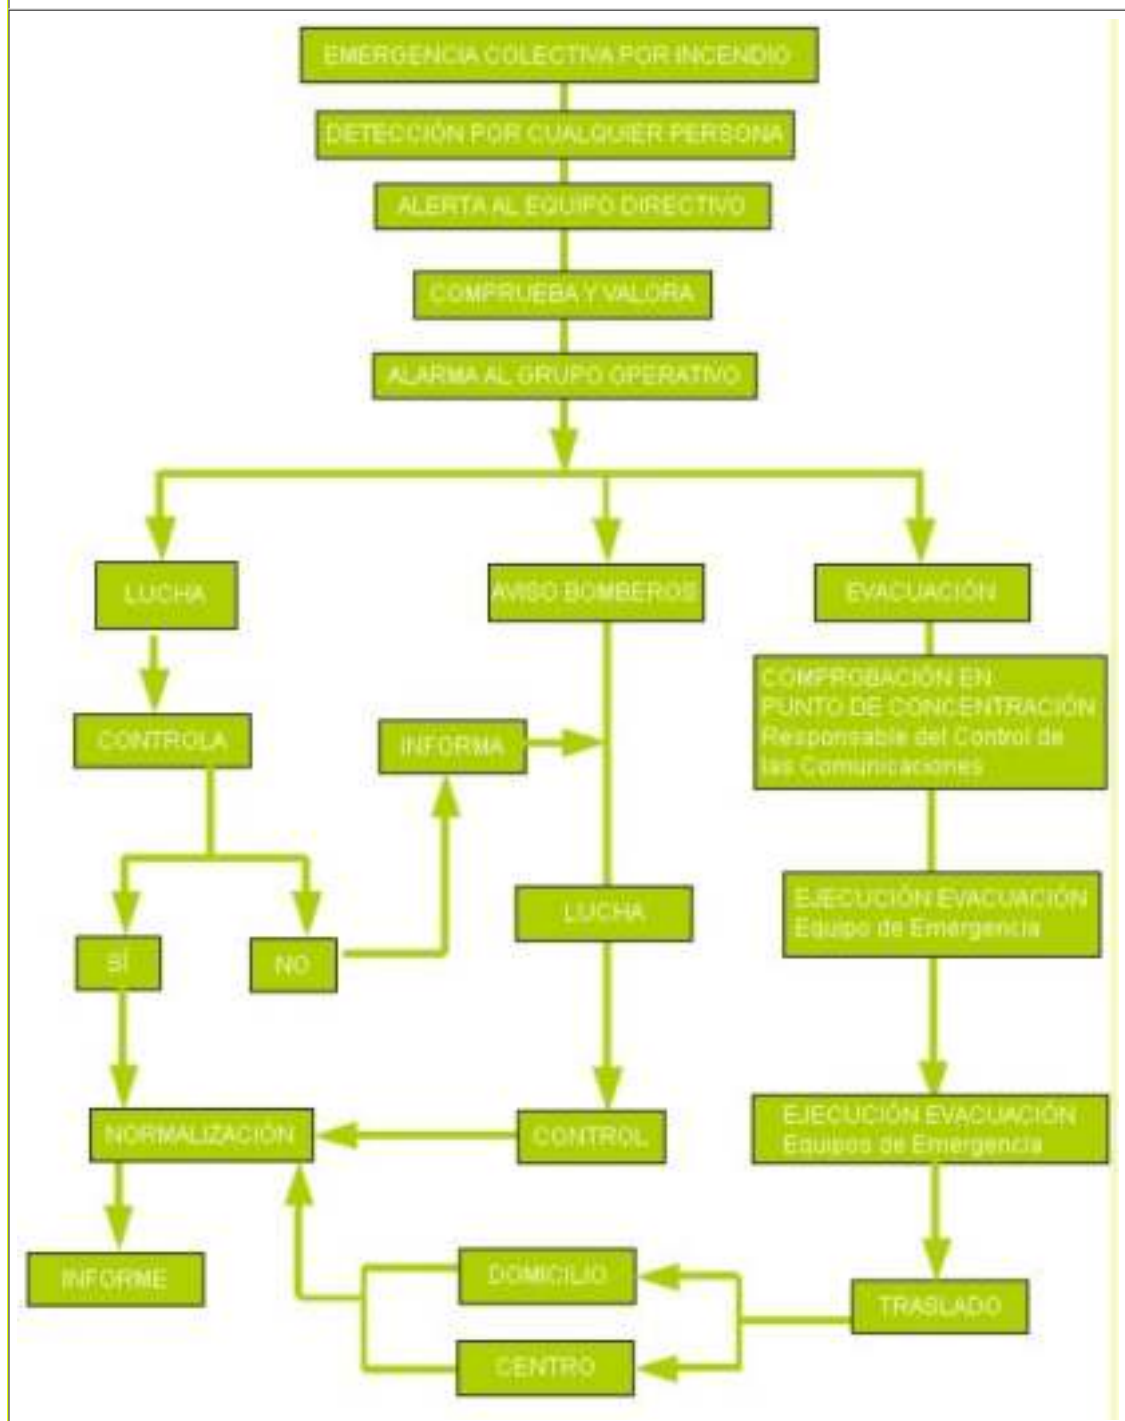 EMERGENCIA COLECTIVA POR INCENDIO
DETECCIÓN POR CUALQUIER PERSONA
ALERTA AL EQUIPO DIRECTIVO
COMPRUEBA Y VALORA
ALARMA AL GRUPO OPERATIVO
LUCHA
AVISO BOMBEROS
EVACUACIÓN
COMPROBACIÓN EN
PUNTO DE CONCENTRACIÓN
Responsable del Control de
las Comunicaciones
CONTROLA
INFORMA
LUCHA
EJECUCIÓN EVACUACIÓN
Equipo de Emergencia
SÍ
NO
NORMALIZACIÓN
CONTROL
EJECUCIÓN EVACUACIÓN
Equipos de Emergencia
INFORME
DOMICILIO
TRASLADO
CENTRO